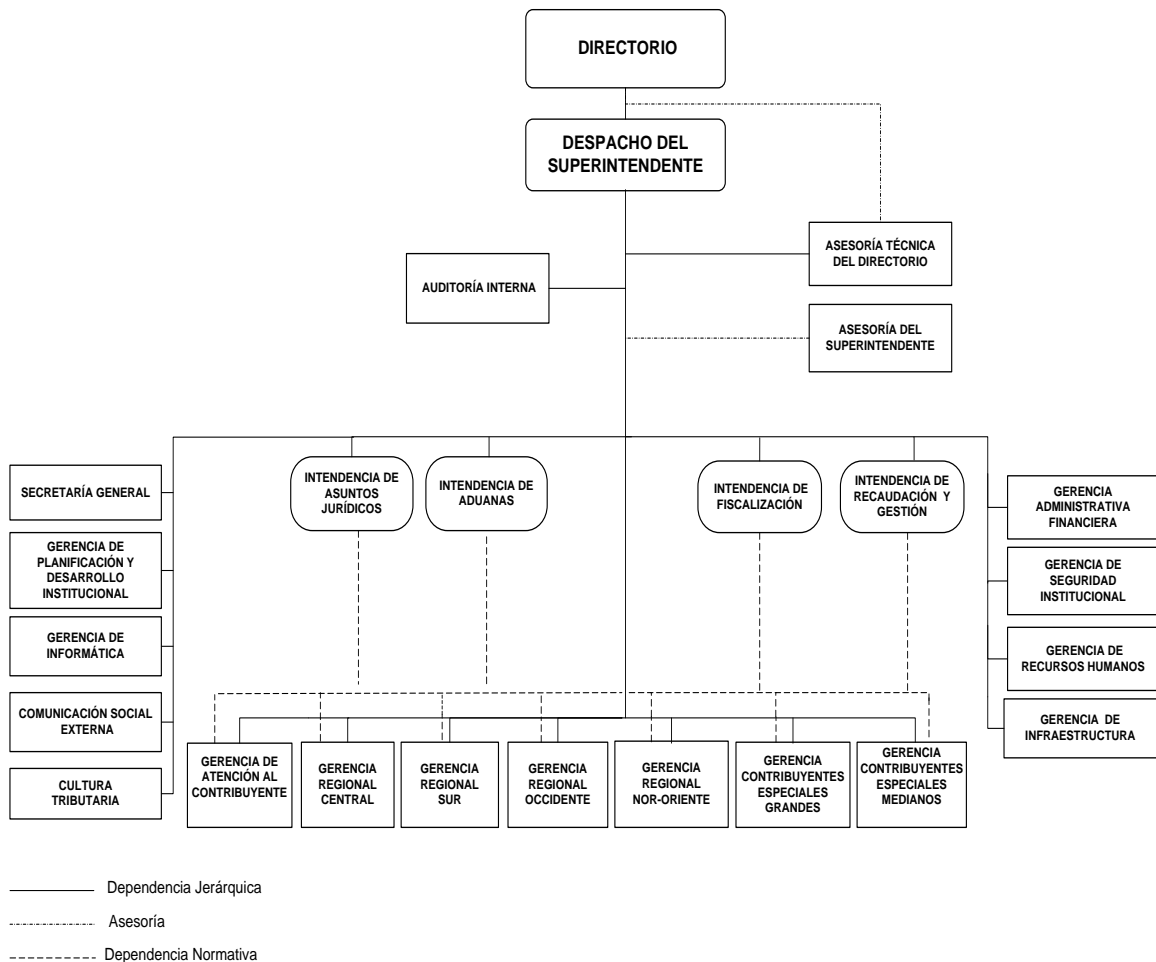 DIRECTORIO
DESPACHO DEL
SUPERINTENDENTE
ASESORÍA TÉCNICA
DEL DIRECTORIO
AUDITORÍA INTERNA
ASESORÍA DEL
SUPERINTENDENTE
SECRETARÍA GENERAL
GERENCIA DE
PLANIFICACIÓN Y
DESARROLLO
INSTITUCIONAL
GERENCIA DE
INFORMÁTICA
COMUNICACIÓN SOCIAL
EXTERNA
CULTURA
TRIBUTARIA
INTENDENCIA DE
ASUNTOS
JURÍDICOS
INTENDENCIA DE
ADUANAS
INTENDENCIA DE
FISCALIZACIÓN
INTENDENCIA DE
RECAUDACIÓN Y
GESTIÓN
GERENCIA
ADMINISTRATIVA
FINANCIERA
GERENCIA DE
SEGURIDAD
INSTITUCIONAL
GERENCIA DE
RECURSOS HUMANOS
GERENCIA DE
INFRAESTRUCTURA
GERENCIA DE
ATENCIÓN AL
CONTRIBUYENTE
GERENCIA
REGIONAL
CENTRAL
GERENCIA
REGIONAL
SUR
GERENCIA
REGIONAL
OCCIDENTE
GERENCIA
REGIONAL
NOR-ORIENTE
GERENCIA
CONTRIBUYENTES
ESPECIALES
GRANDES
GERENCIA
CONTRIBUYENTES
ESPECIALES
MEDIANOS
Dependencia Jerárquica
Asesoría
Dependencia Normativa